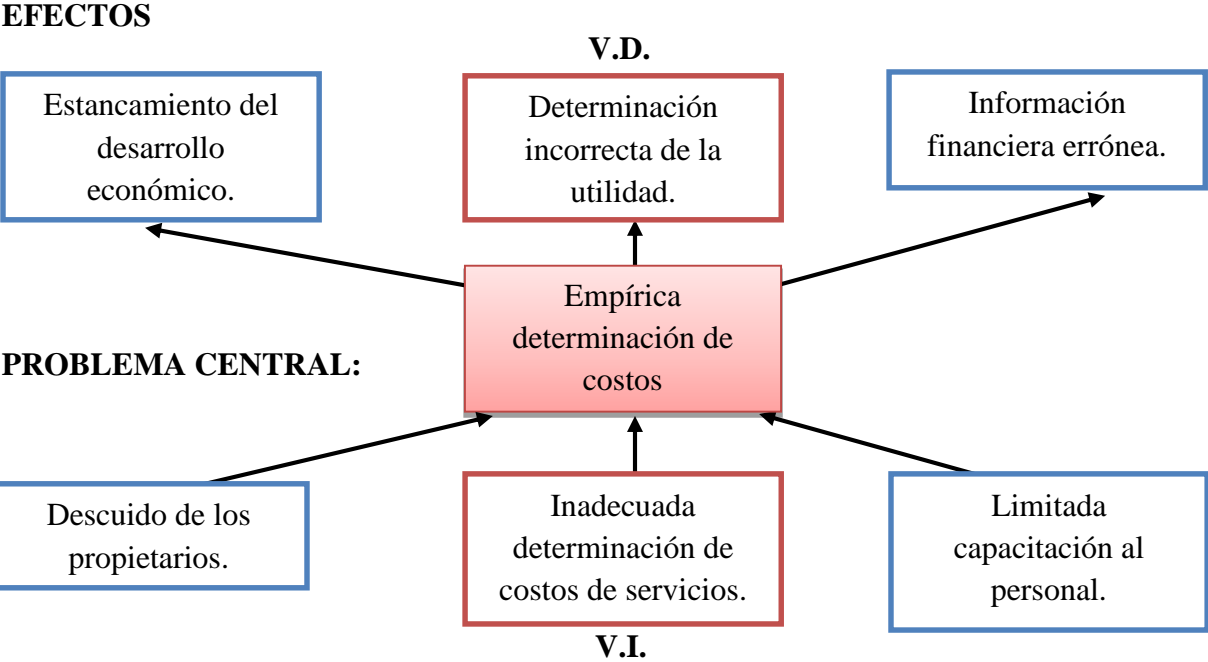 EFECTOS
V.D.
Estancamiento del
desarrollo
económico.
Determinación
incorrecta de la
utilidad.
Información
financiera errónea.
Empírica
determinación de
costos
PROBLEMA CENTRAL:
Descuido de los
propietarios.
Inadecuada
determinación de
costos de servicios.
Limitada
capacitación al
personal.
V.I.